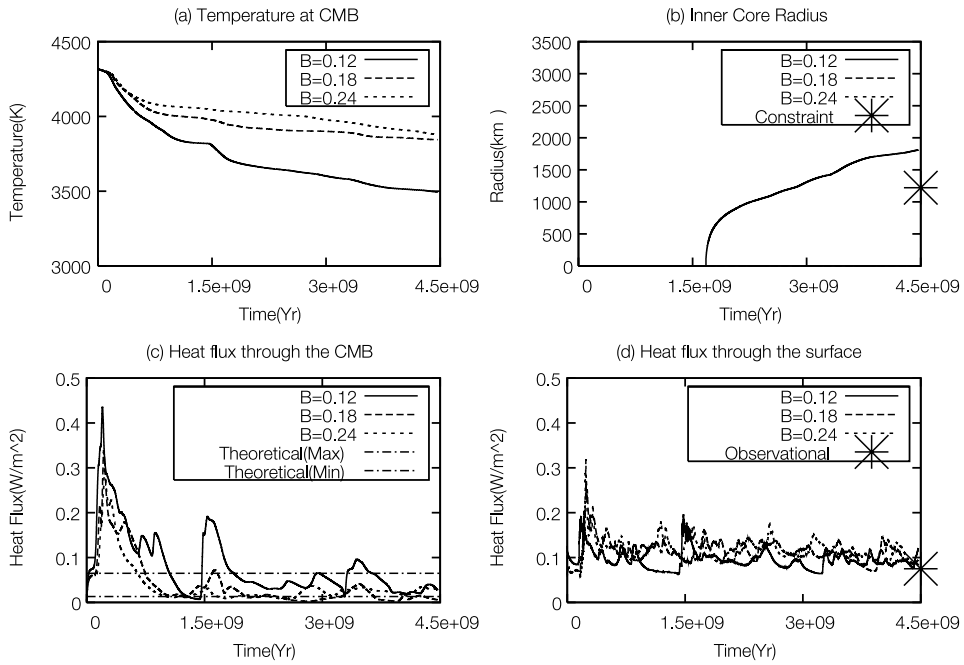 (a) Temperature at CMB
4500
4000
3500
3000
Temperature(K)
B=0.12
B=0.18
B=0.24
0 1.5e+09 3e+09 4.5e+09
Time(Yr)
(b) Inner Core Radius
3500
3000
2500
2000
1500
1000
500
0
Radius(km )
B=0.12
B=0.18
B=0.24
Constraint
0 1.5e+09 3e+09 4.5e+09
Time(Yr)
(c) Heat flux through the CMB
0.5
0.4
0.3
0.2
0.1
0
Heat Flux(W/m^2)
B=0.12
B=0.18
B=0.24
Theoretical(Max)
Theoretical(Min)
0 1.5e+09 3e+09 4.5e+09
Time(Yr)
(d) Heat flux through the surface
0.5
0.4
0.3
0.2
0.1
0
Heat Flux(W/m^2)
B=0.12
B=0.18
B=0.24
Observational
0 1.5e+09 3e+09 4.5e+09
Time(Yr)